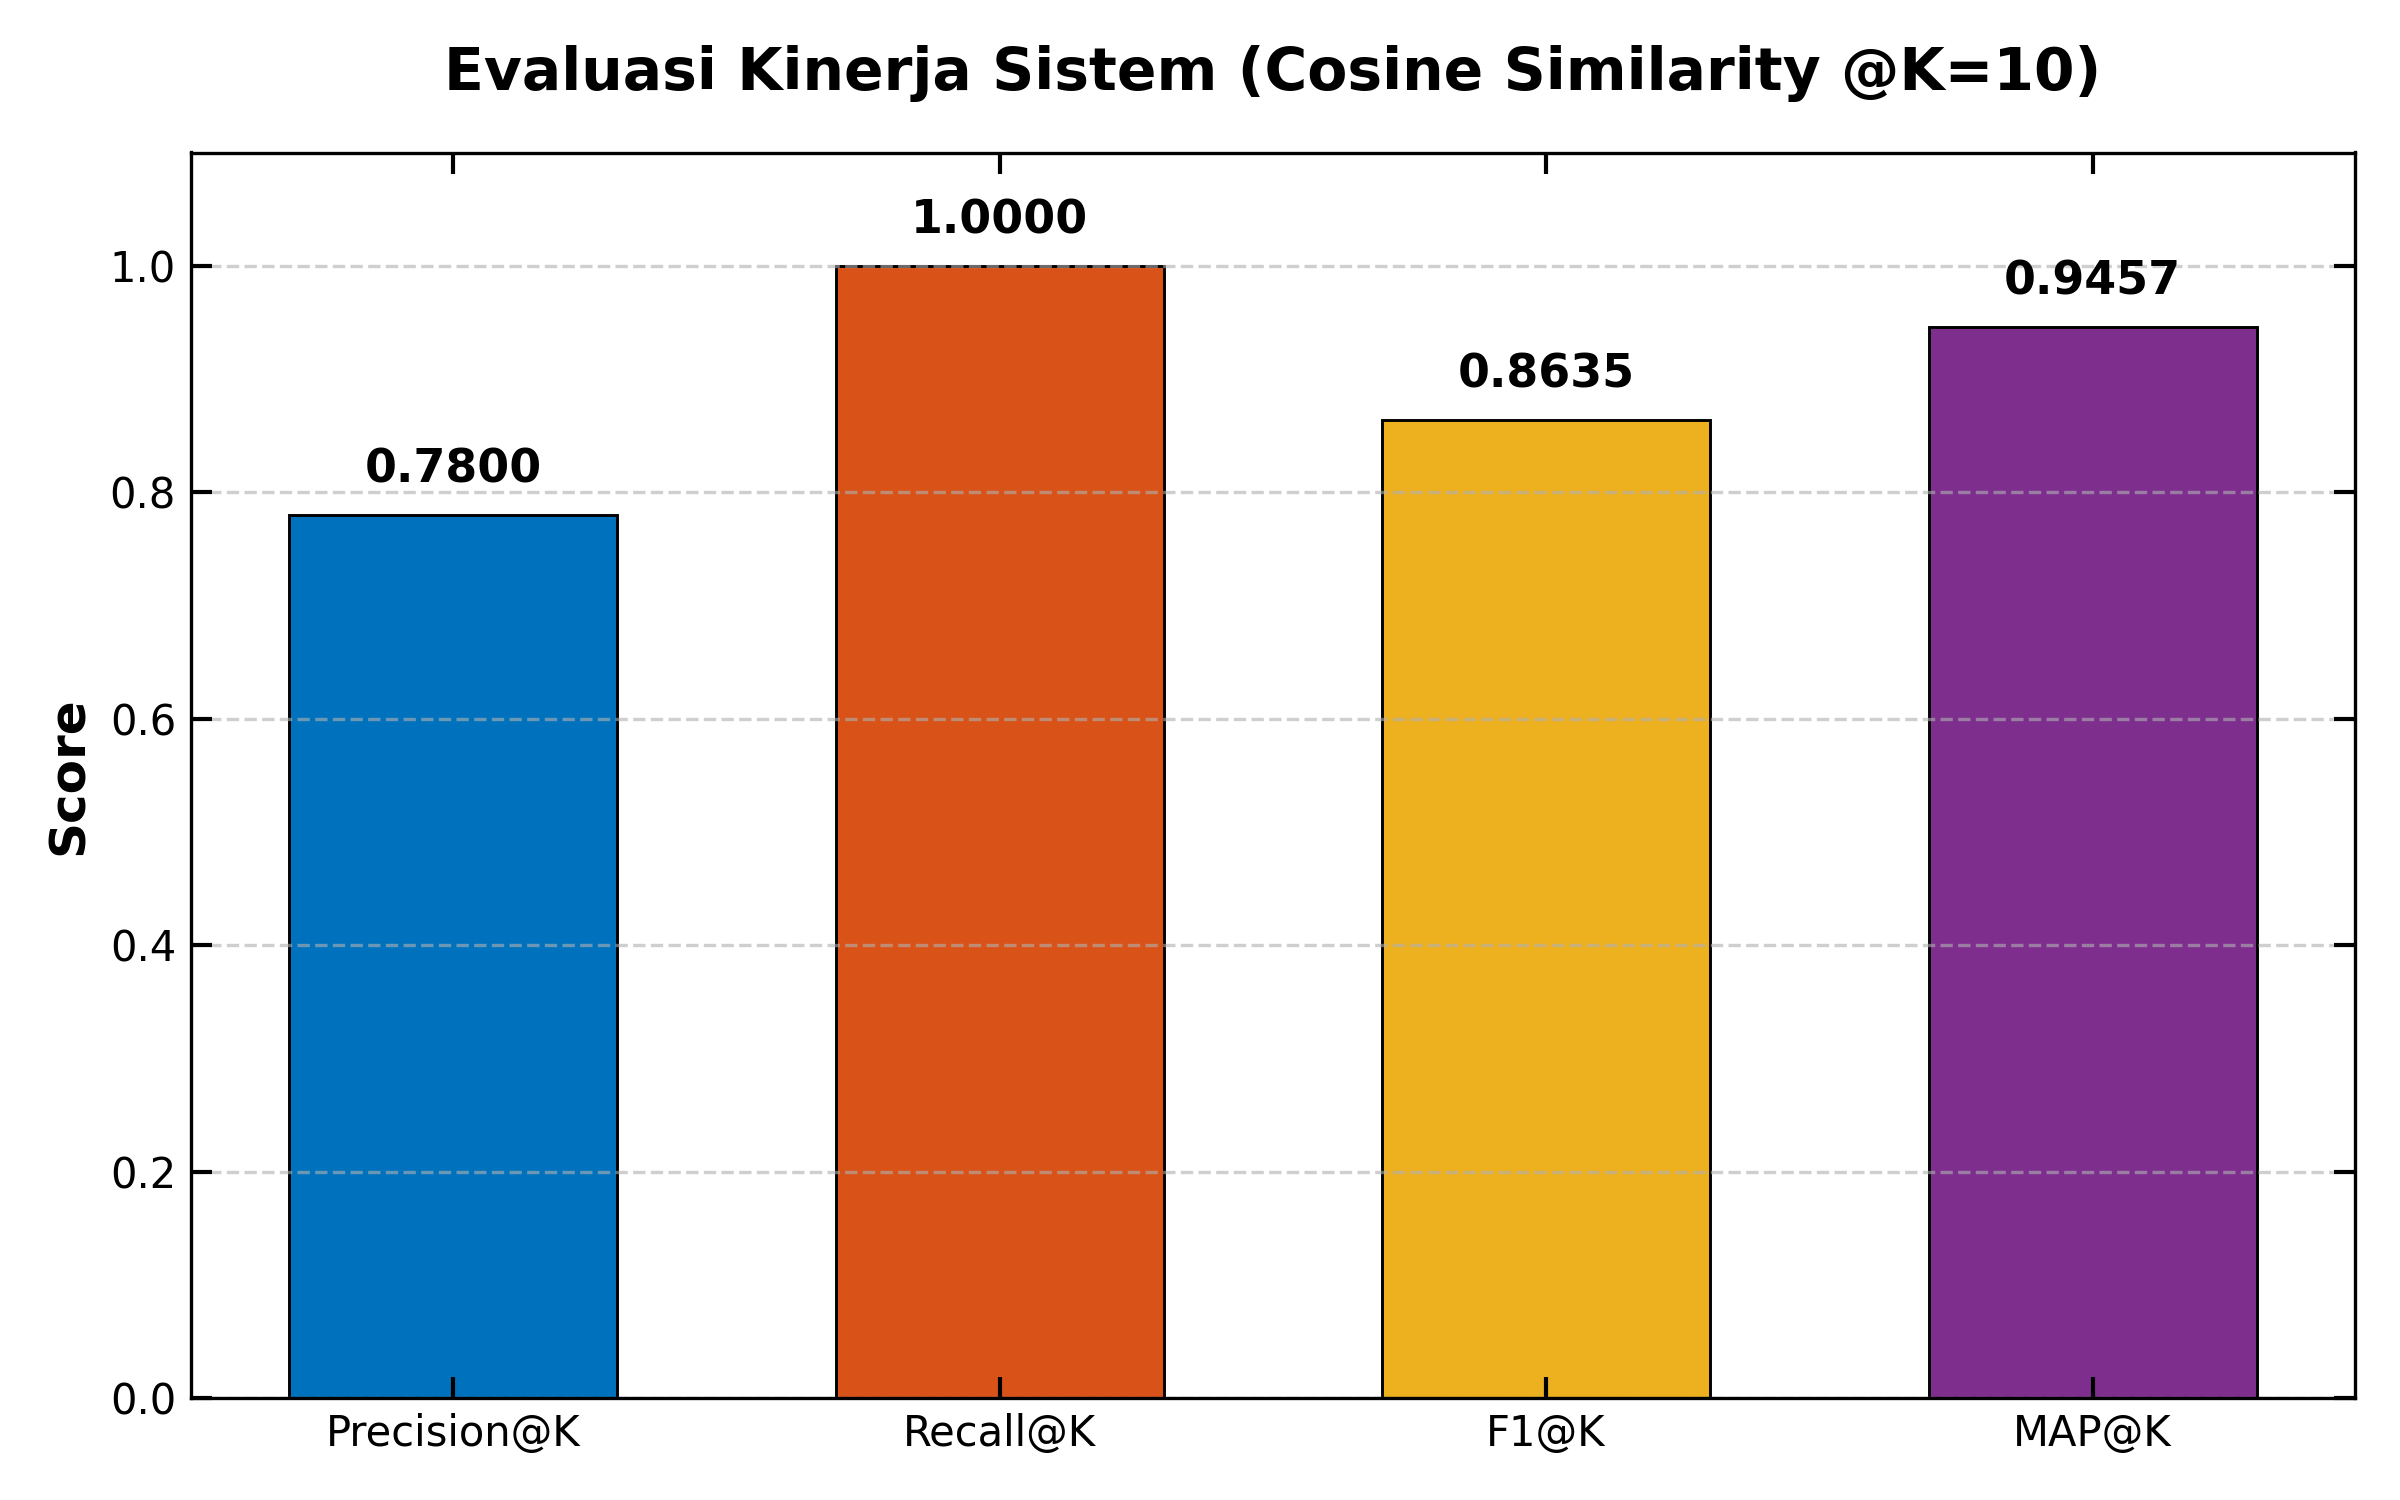 Evaluasi Kinerja Sistem (Cosine Similarity @K=10)
1.0000
0.9457
0.8635
0.7800
1.0
0.8
0.6
0.4
0.2
0.0
Score
Precision@K
Recall@K
F1@K
MAP@K